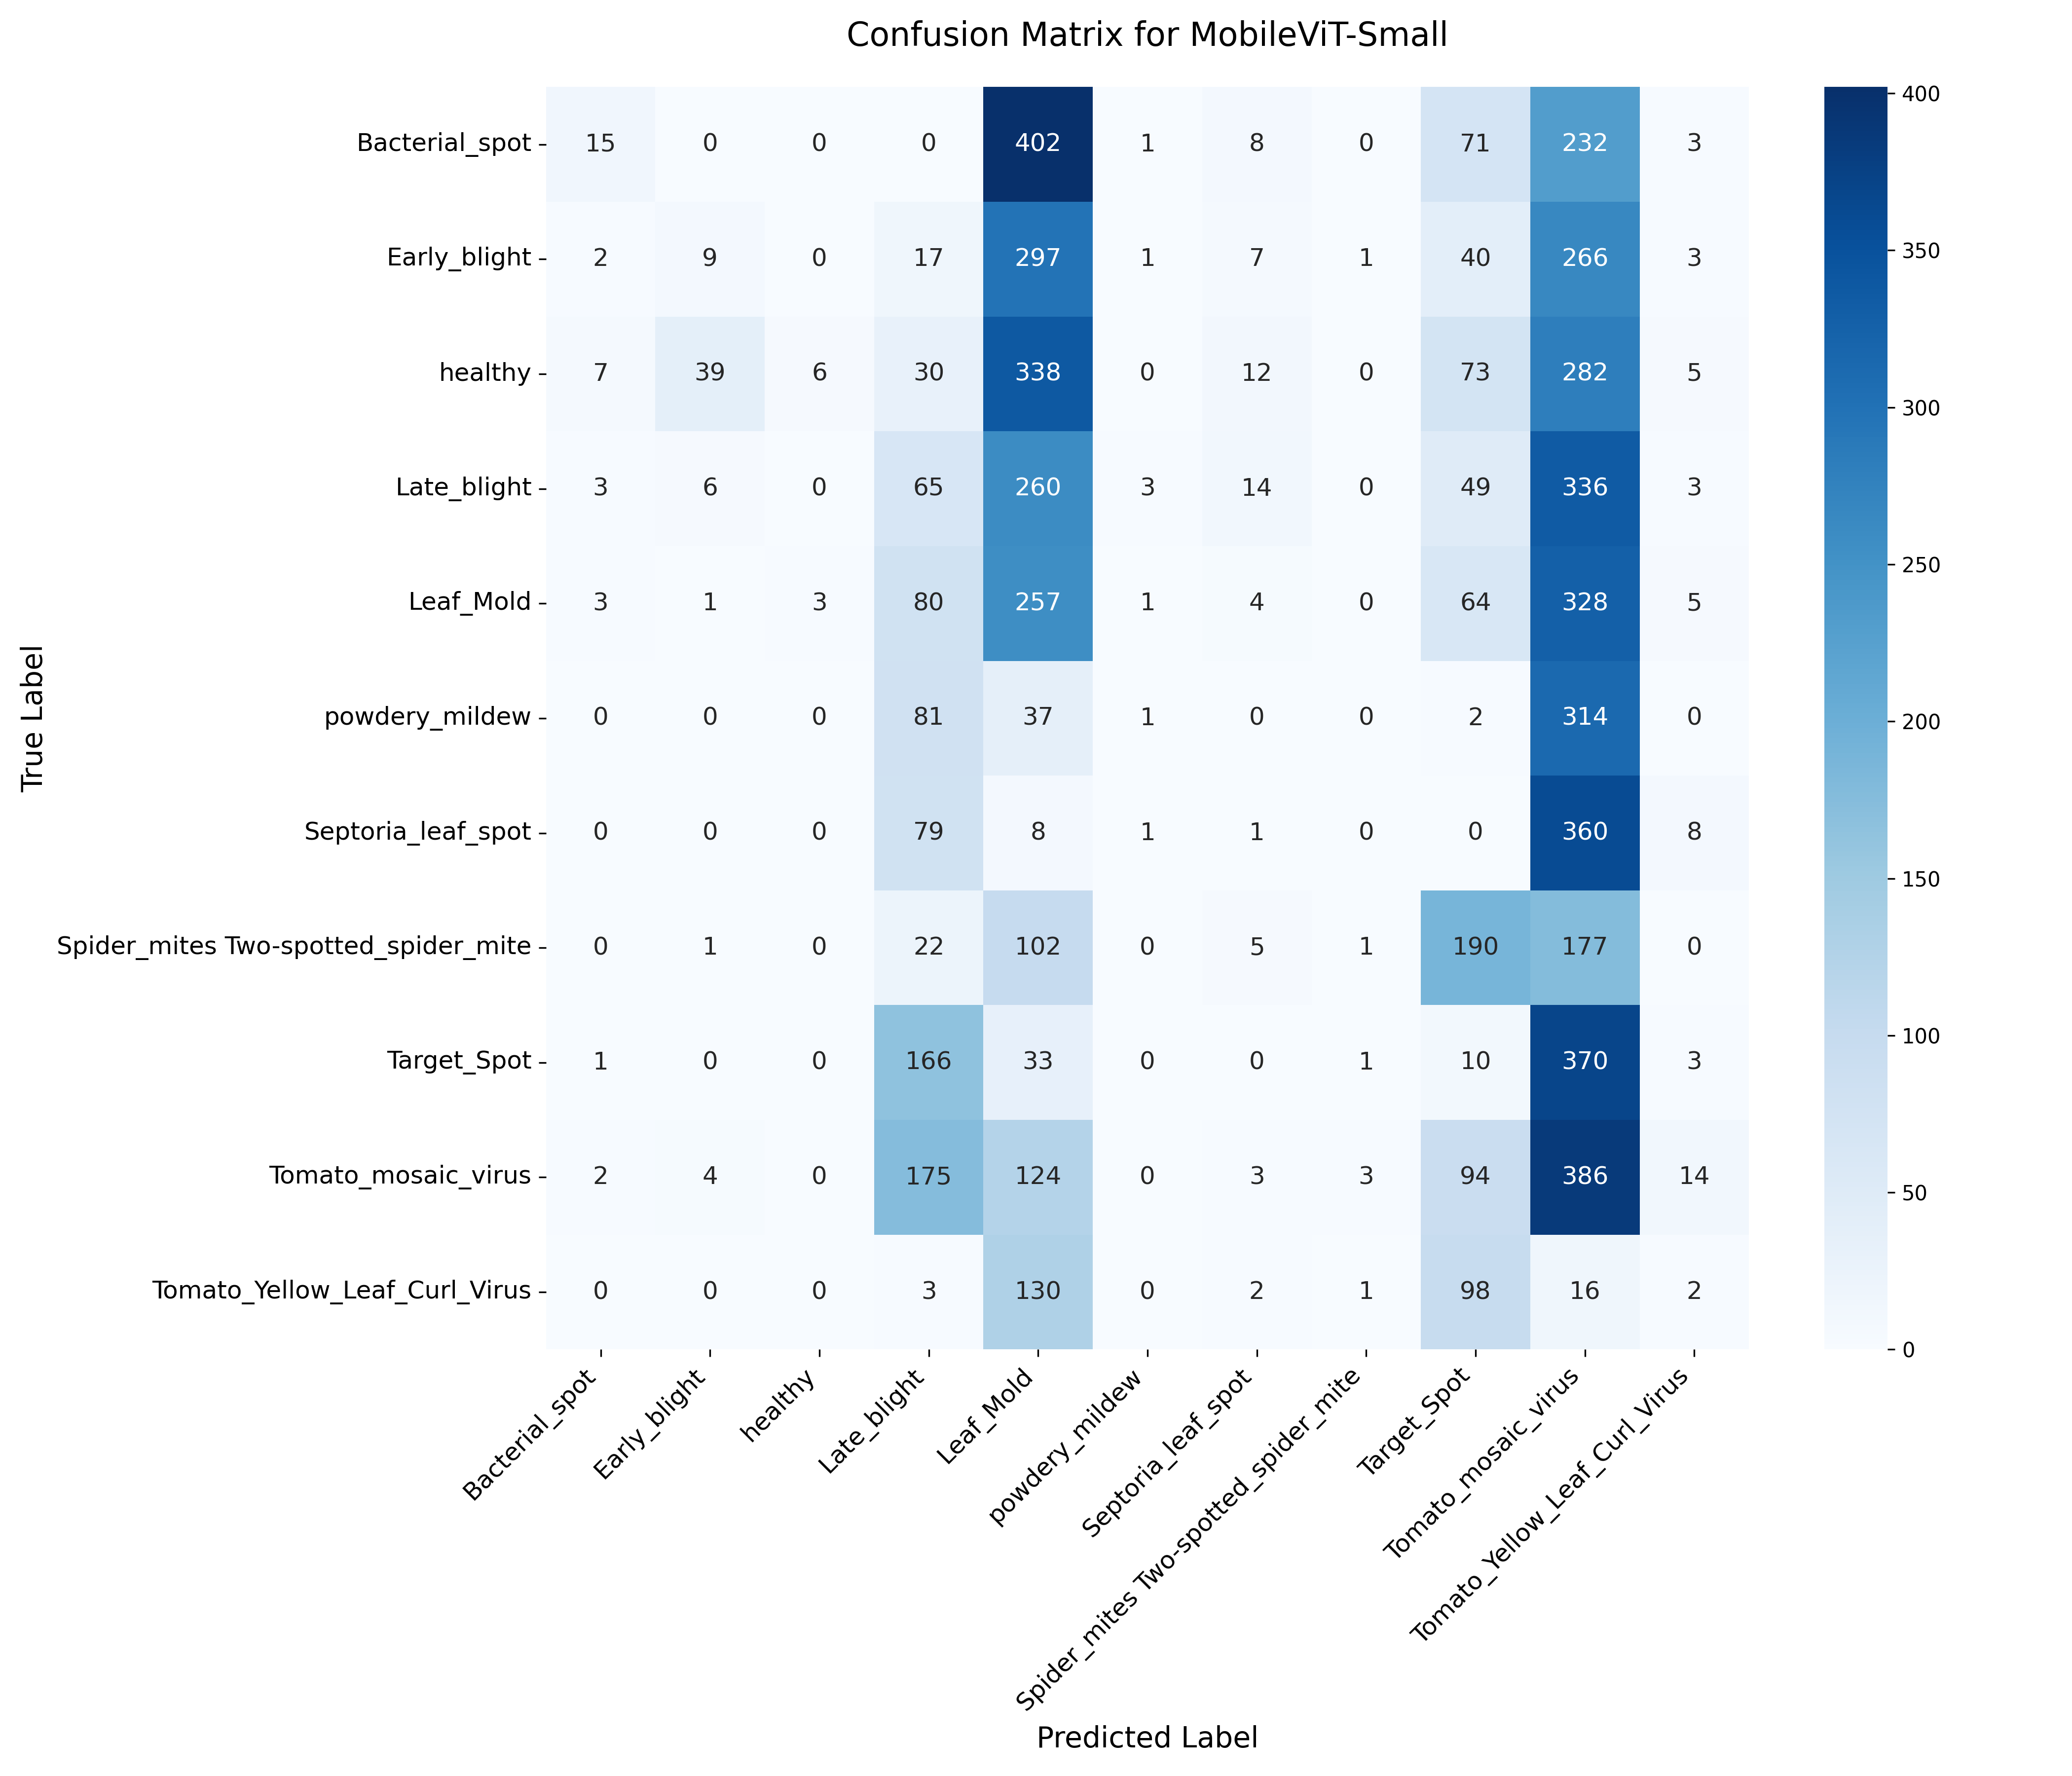 Confusion Matrix for MobileViT-Small
True Label
Bacterial_spot 15 0 0 0 402 1 8 0 71 232 3
Early_blight 2 9 0 17 297 1 7 1 40 266 3
healthy 7 39 6 30 338 0 12 0 73 282 5
Late_blight 3 6 0 65 260 3 14 0 49 336 3
Leaf_Mold 3 1 3 80 257 1 4 0 64 328 5
powdery_mildew 0 0 0 81 37 1 0 0 2 314 0
Septoria_leaf_spot 0 0 0 79 8 1 1 0 0 360 8
Spider_mites Two-spotted_spider_mite 0 1 0 22 102 0 5 1 190 177 0
Target_Spot 1 0 0 166 33 0 0 1 10 370 3
Tomato_mosaic_virus 2 4 0 175 124 0 3 3 94 386 14
Tomato_Yellow_Leaf_Curl_Virus 0 0 0 3 130 0 2 1 98 16 2
Bacterial_spot
Early_blight
healthy
Late_blight
Leaf_Mold
powdery_mildew
Septoria_leaf_spot
Spider_mites Two-spotted_spider_mite
Target_Spot
Tomato_mosaic_virus
Tomato_Yellow_Leaf_Curl_Virus
Predicted Label
400
350
300
250
200
150
100
50
0